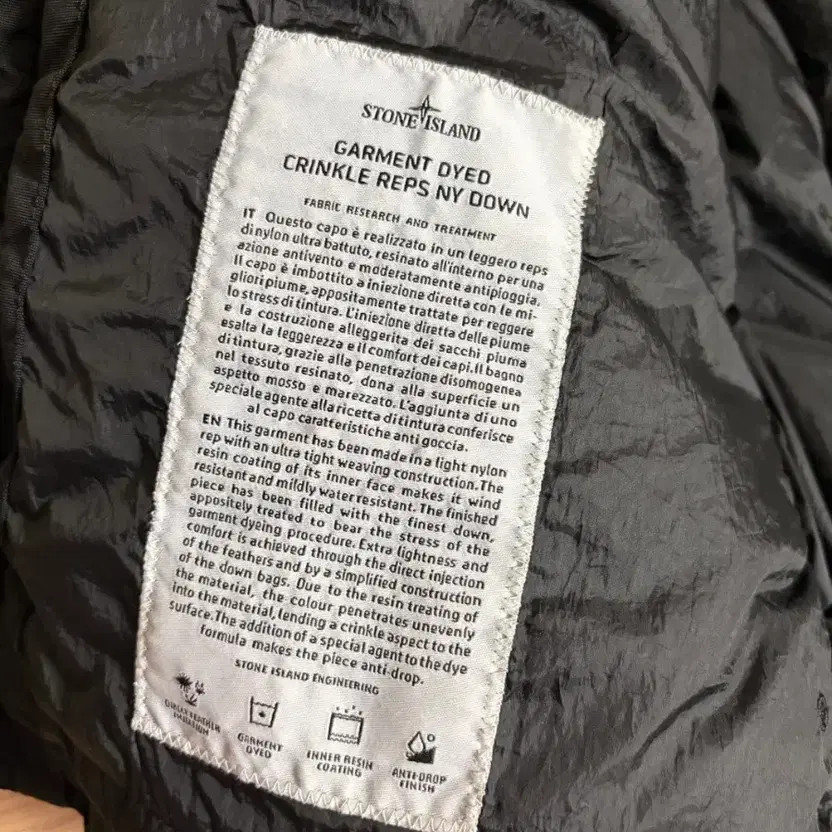 STONE ISLAND
GARMENT DYED
CRINKLE REPS NY DOWN
FABRIC RESEARCH AND TREATMENT
IT Questo capo è realizzato in un leggero reps
di nylon ultra battuto, resinato all'interno per una
azione antivento e moderatamente antipioggia.
Il capo è imbottito a iniezione diretta con le mi-
gliori piume, appositamente trattate per reggere
lo stress di tintura. L'iniezione diretta delle piume
e la costruzione alleggerita dei sacchi piuma
esalta la leggerezza e il comfort dei capi. Il bagno
di tintura, grazie alla penetrazione disomogenea
nel tessuto resinato, dona alla superficie un
aspetto mosso e marezzato. L'aggiunta di uno
speciale agente alla ricetta di tintura conferisce
al capo caratteristiche anti goccia.
EN This garment has been made in a light nylon
rep with an ultra tight weaving construction. The
resin coating of its inner face makes it wind
resistant and mildly water resistant. The finished
piece has been filled with the finest down,
appositely treated to bear the stress of the
garment dyeing procedure. Extra lightness and
comfort is achieved through the direct injection
of the feathers and by a simplified construction
of the down bags. Due to the resin treating of
the material, the colour penetrates unevenly
into the material, lending a crinkle aspect to the
surface. The addition of a special agent to the dye
formula makes the piece anti-drop.
STONE ISLAND ENGINEERING
DIRECT FEATHER
INJECTION
GARMENT
DYED
INNER RESIN
COATING
ANTI-DROP
FINISH